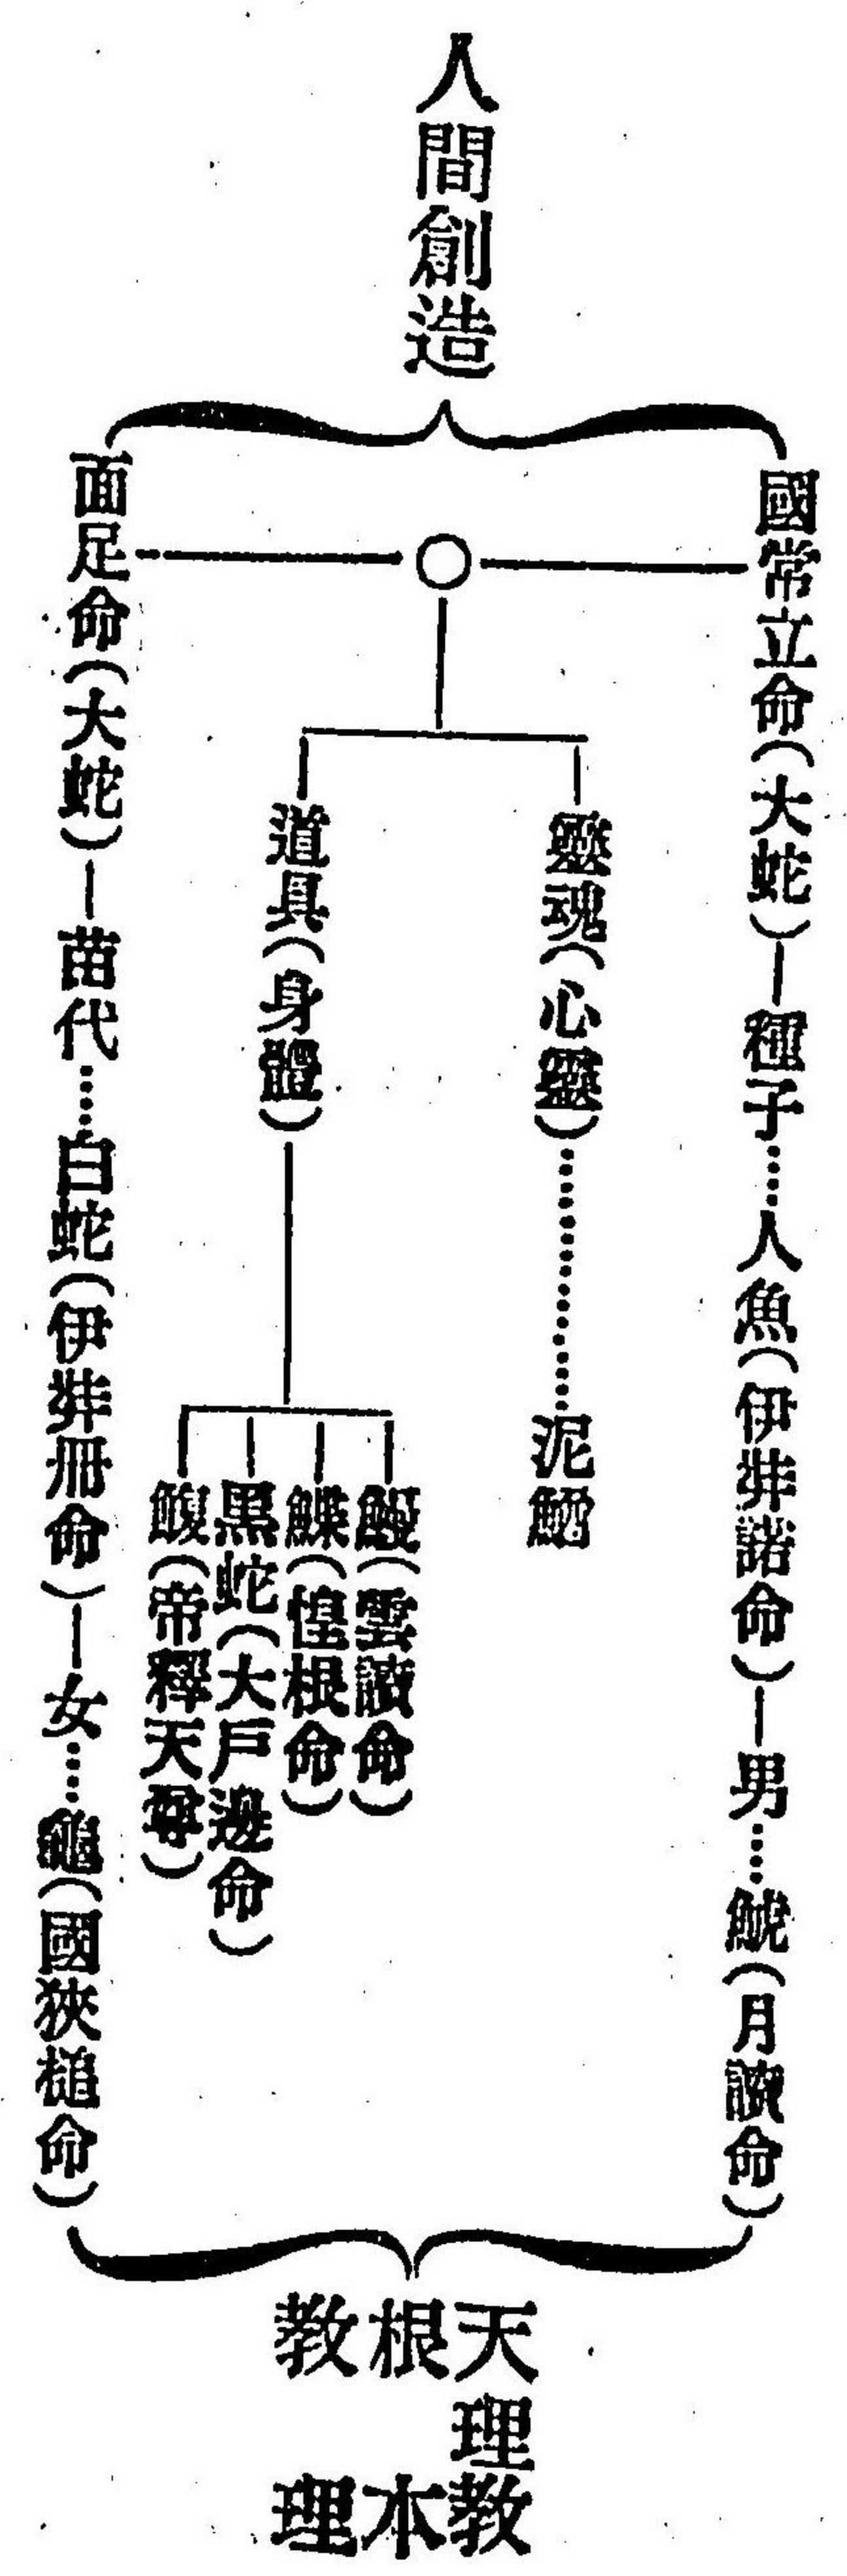 人間創造
國常立命(大蛇)—種子……人魚(伊弉諾命)—男……鯱(月讀命)
靈魂(心靈)…………泥鰌
道具(身體)
鰻(雲讀命)
鰈(惶根命)
黒蛇(大戸邊命)
鰒(帝釋天尊)
面足命(大蛇)—苗代……白蛇(伊弉冊命)—女……龜(國狹槌命)
天理教
根本
教理